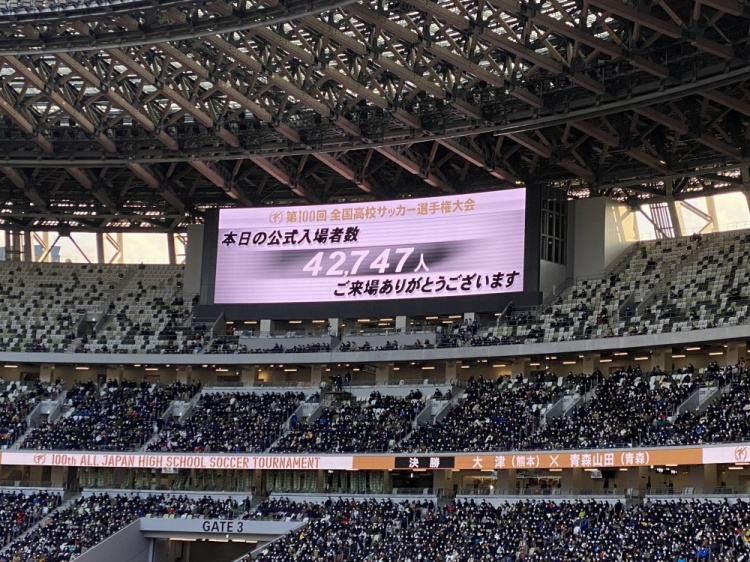 第100回 全国高校サッカー選手権大会
本日の公式入場者数
42,747人
ご来場ありがとうございます
100th ALL JAPAN HIGH SCHOOL SOCCER TOURNAMENT
決勝 大津(熊本)×青森山田(青森)
GATE 3